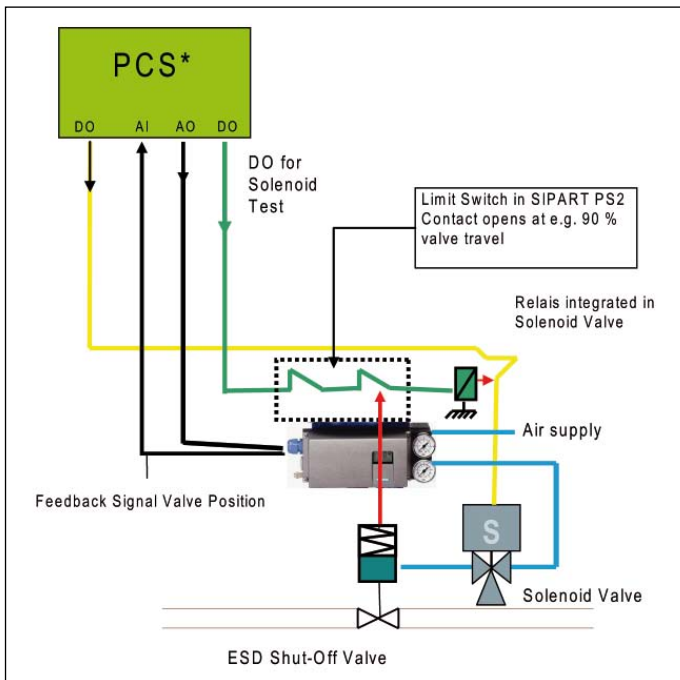 PCS*
DO AI AO DO
DO for
Solenoid
Test
Limit Switch in SIPART PS2
Contact opens at e.g. 90 %
valve travel
Relais integrated in
Solenoid Valve
Air supply
Feedback Signal Valve Position
S
Solenoid Valve
ESD Shut-Off Valve